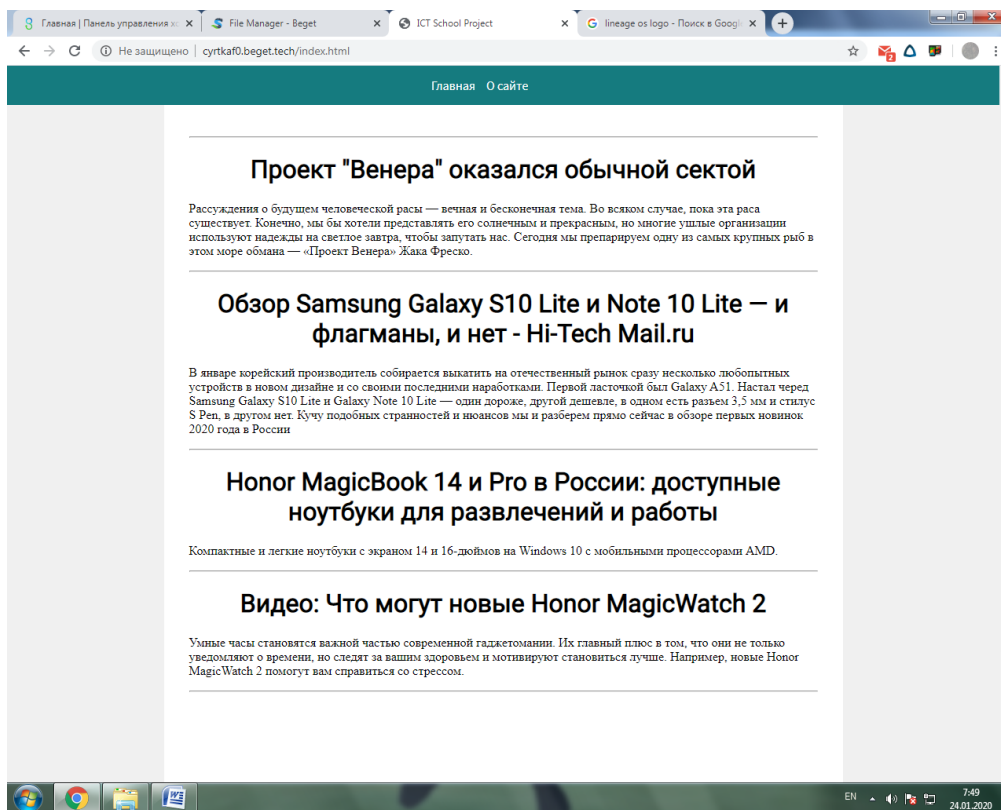 Главная | Панель управления хо
File Manager - Beget
ICT School Project
lineage os logo - Поиск в Googl
Не защищено | cyrtkaf0.beget.tech/index.html
2
Главная О сайте
Проект "Венера" оказался обычной сектой
Рассуждения о будущем человеческой расы — вечная и бесконечная тема. Во всяком случае, пока эта раса
существует. Конечно, мы бы хотели представлять его солнечным и прекрасным, но многие ушлые организации
используют надежды на светлое завтра, чтобы запутать нас. Сегодня мы препарируем одну из самых крупных рыб в
этом море обмана — «Проект Венера» Жака Фреско.
Обзор Samsung Galaxy S10 Lite и Note 10 Lite — и
флагманы, и нет - Hi-Tech Mail.ru
В январе корейский производитель собирается выкатить на отечественный рынок сразу несколько любопытных
устройств в новом дизайне и со своими последними наработками. Первой ласточкой был Galaxy A51. Настал черед
Samsung Galaxy S10 Lite и Galaxy Note 10 Lite — один дороже, другой дешевле, в одном есть разъем 3,5 мм и стилус
S Pen, в другом нет. Кучу подобных странностей и нюансов мы и разберем прямо сейчас в обзоре первых новинок
2020 года в России
Honor MagicBook 14 и Pro в России: доступные
ноутбуки для развлечений и работы
Компактные и легкие ноутбуки с экраном 14 и 16-дюймов на Windows 10 с мобильными процессорами AMD.
Видео: Что могут новые Honor MagicWatch 2
Умные часы становятся важной частью современной гаджетомании. Их главный плюс в том, что они не только
уведомляют о времени, но следят за вашим здоровьем и мотивируют становиться лучше. Например, новые Honor
MagicWatch 2 помогут вам справиться со стрессом.
EN
7:49
24.01.2020